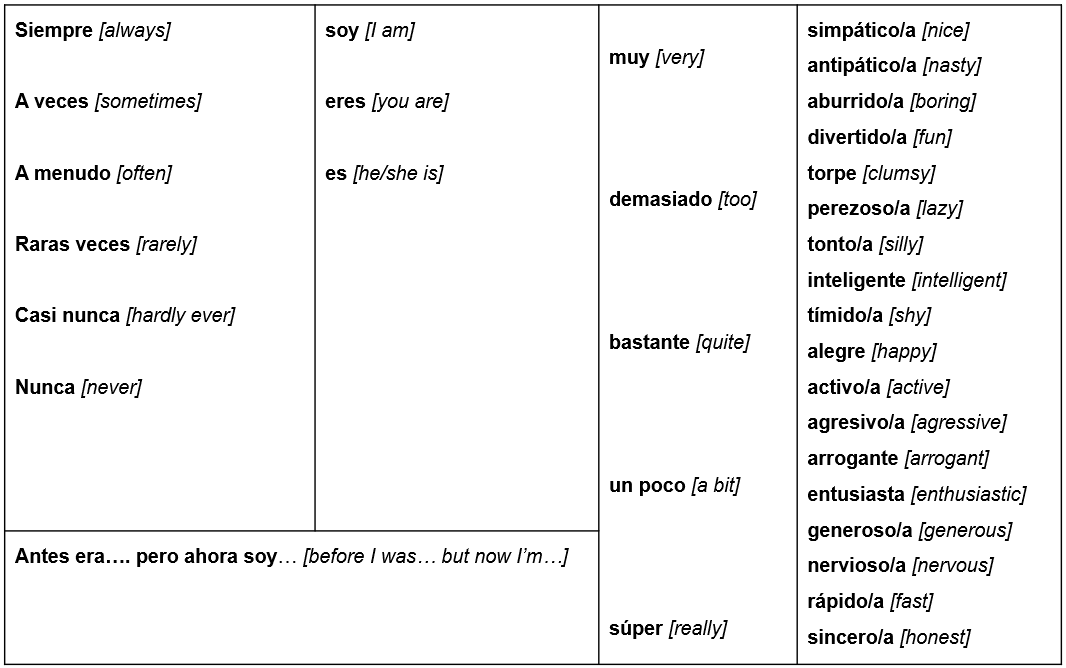 Siempre [always]
A veces [sometimes]
A menudo [often]
Raras veces [rarely]
Casi nunca [hardly ever]
Nunca [never]
soy [I am]
eres [you are]
es [he/she is]
Antes era…. pero ahora soy… [before I was… but now I’m…]
muy [very]
demasiado [too]
bastante [quite]
un poco [a bit]
súper [really]
simpático/a [nice]
antipático/a [nasty]
aburrido/a [boring]
divertido/a [fun]
torpe [clumsy]
perezoso/a [lazy]
tonto/a [silly]
inteligente [intelligent]
tímido/a [shy]
alegre [happy]
activo/a [active]
agresivo/a [agressive]
arrogante [arrogant]
entusiasta [enthusiastic]
generoso/a [generous]
nervioso/a [nervous]
rápido/a [fast]
sincero/a [honest]